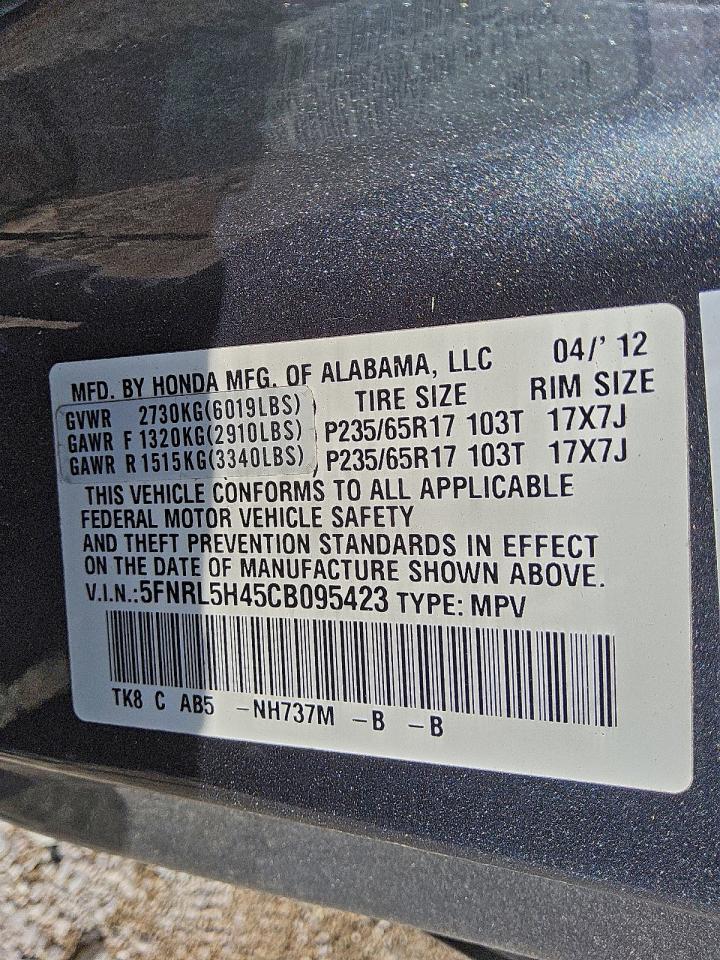 MFD. BY HONDA MFG. OF ALABAMA, LLC 04/' 12
GVWR 2730KG(6019LBS) TIRE SIZE RIM SIZE
GAWR F 1320KG(2910LBS) P235/65R17 103T 17X7J
GAWR R 1515KG(3340LBS) P235/65R17 103T 17X7J
THIS VEHICLE CONFORMS TO ALL APPLICABLE
FEDERAL MOTOR VEHICLE SAFETY
AND THEFT PREVENTION STANDARDS IN EFFECT
ON THE DATE OF MANUFACTURE SHOWN ABOVE.
V.I.N.:5FNRL5H45CB095423 TYPE: MPV
TK8 C AB5 -NH737M -B -B